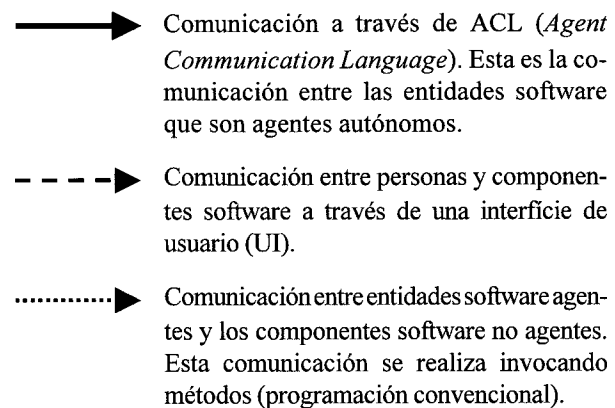 Comunicación a través de ACL (Agent
Communication Language). Esta es la co-
municación entre las entidades software
que son agentes autónomos.
Comunicación entre personas y componen-
tes software a través de una interfície de
usuario (UI).
Comunicación entre entidades software agen-
tes y los componentes software no agentes.
Esta comunicación se realiza invocando
métodos (programación convencional).